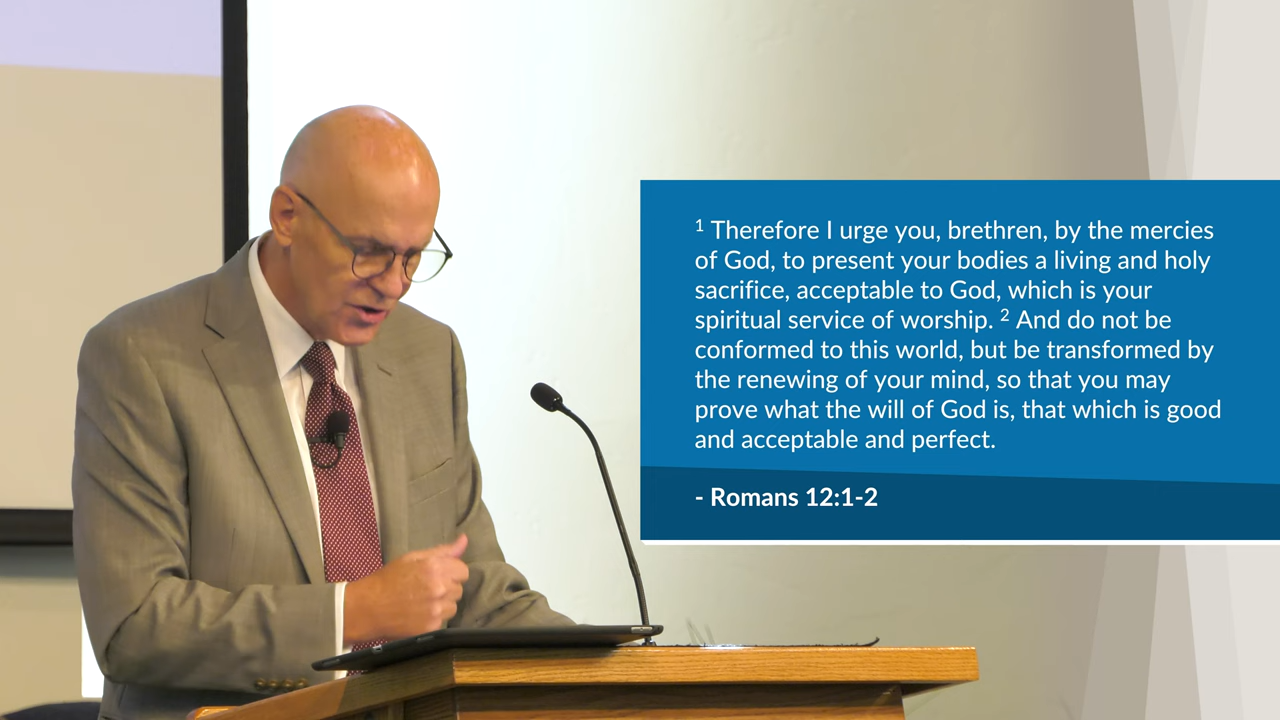 ¹ Therefore I urge you, brethren, by the mercies
of God, to present your bodies a living and holy
sacrifice, acceptable to God, which is your
spiritual service of worship. ² And do not be
conformed to this world, but be transformed by
the renewing of your mind, so that you may
prove what the will of God is, that which is good
and acceptable and perfect.
- Romans 12:1-2